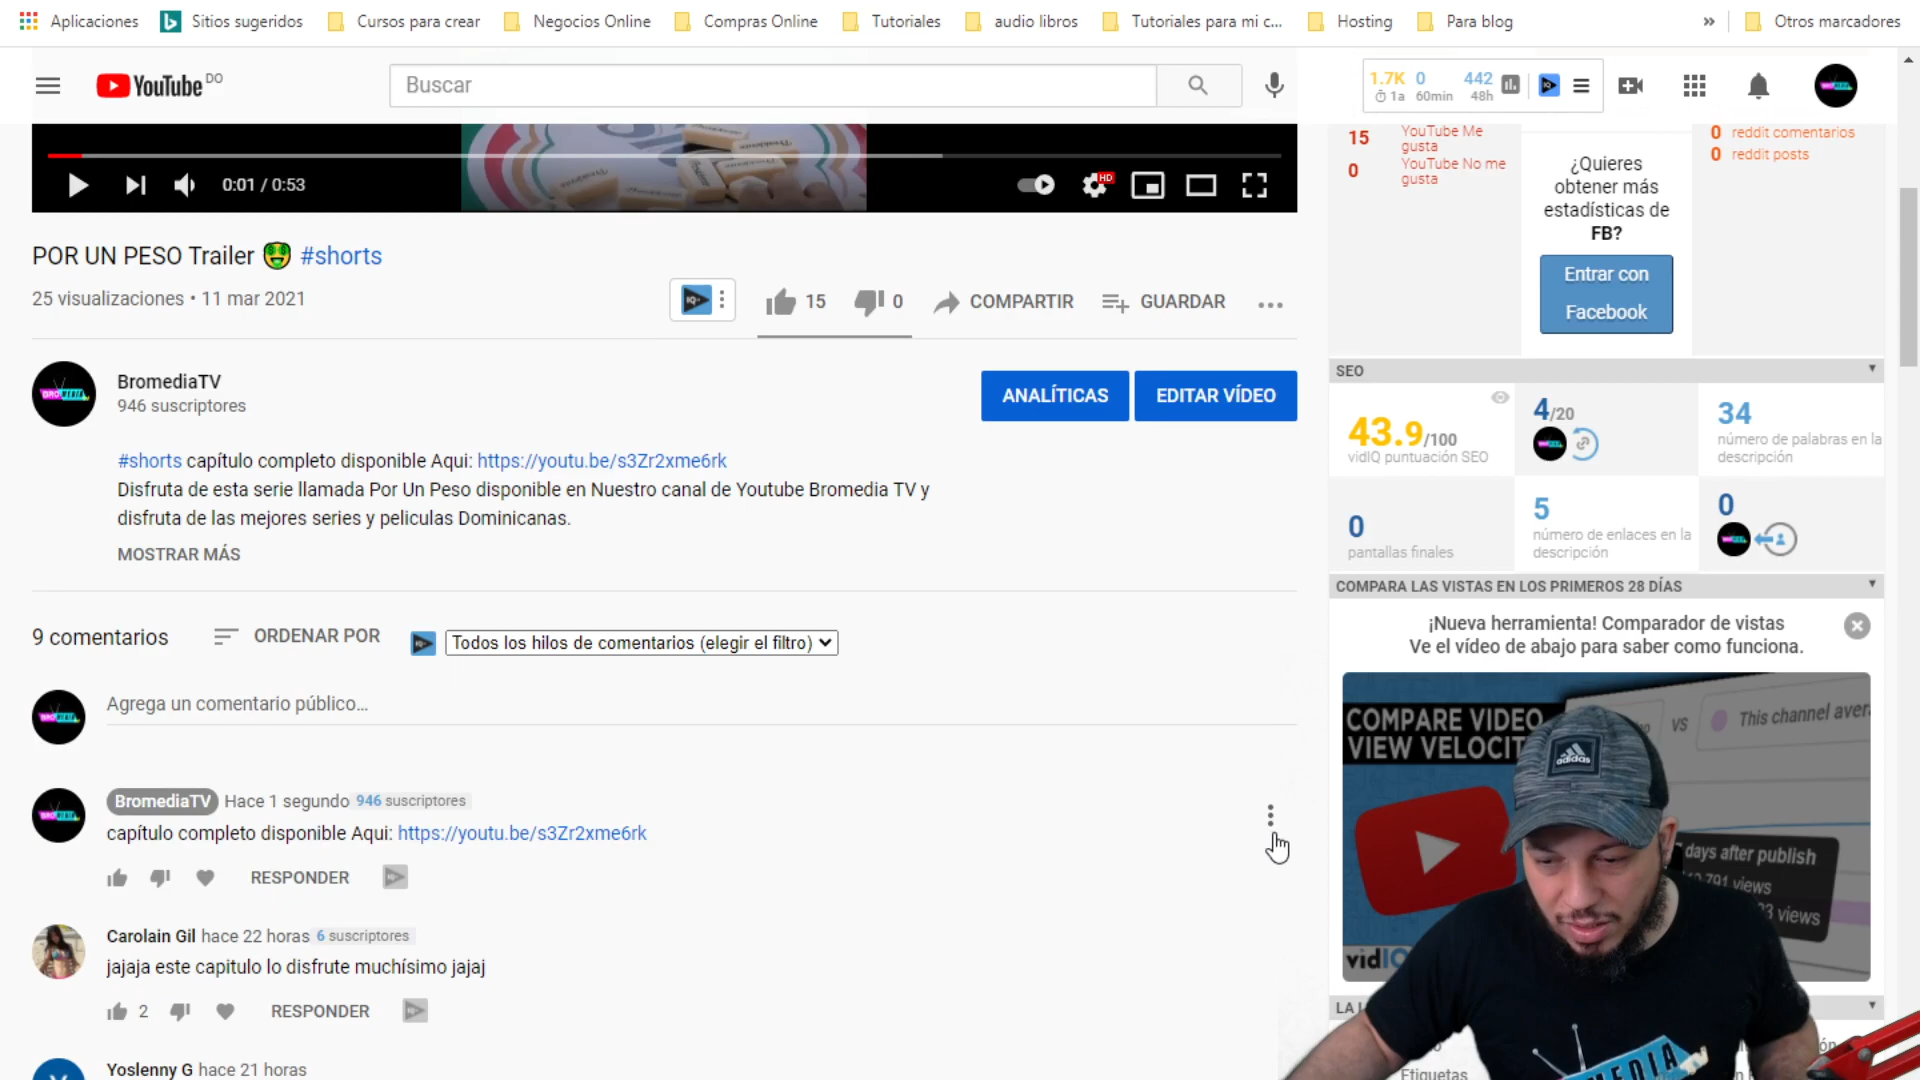 Aplicaciones
Sitios sugeridos
Cursos para crear
Negocios Online
Compras Online
Tutoriales
audio libros
Tutoriales para mi c...
Hosting
Para blog
»
Otros marcadores
YouTube DO
Buscar
1.7K 0 442
1a 60min 48h
0:01 / 0:53
HD
POR UN PESO Trailer 🤑 #shorts
25 visualizaciones • 11 mar 2021
15
0
COMPARTIR
GUARDAR
BromediaTV
946 suscriptores
ANALÍTICAS
EDITAR VÍDEO
#shorts capítulo completo disponible Aqui: https://youtu.be/s3Zr2xme6rk
Disfruta de esta serie llamada Por Un Peso disponible en Nuestro canal de Youtube Bromedia TV y
disfruta de las mejores series y peliculas Dominicanas.
MOSTRAR MÁS
9 comentarios
ORDENAR POR
Todos los hilos de comentarios (elegir el filtro)
Agrega un comentario público...
BromediaTV Hace 1 segundo 946 suscriptores
capítulo completo disponible Aqui: https://youtu.be/s3Zr2xme6rk
RESPONDER
Carolain Gil hace 22 horas 6 suscriptores
jajaja este capitulo lo disfrute muchísimo jajaj
2
RESPONDER
Yoslenny G hace 21 horas
15 YouTube Me
gusta
0 YouTube No me
gusta
¿Quieres
obtener más
estadísticas de
FB?
Entrar con
Facebook
0 reddit comentarios
0 reddit posts
SEO
43.9/100
vidIQ puntuación SEO
4/20
34
número de palabras en la
descripción
0
pantallas finales
5
número de enlaces en la
descripción
0
COMPARA LAS VISTAS EN LOS PRIMEROS 28 DÍAS
¡Nueva herramienta! Comparador de vistas
Ve el vídeo de abajo para saber como funciona.
COMPARE VIDEO
VIEW VELOCIT
VS
This channel aver
adidas
days after publish
791 views
3 views
vidIQ
LA
Etiquetas
MEDIA